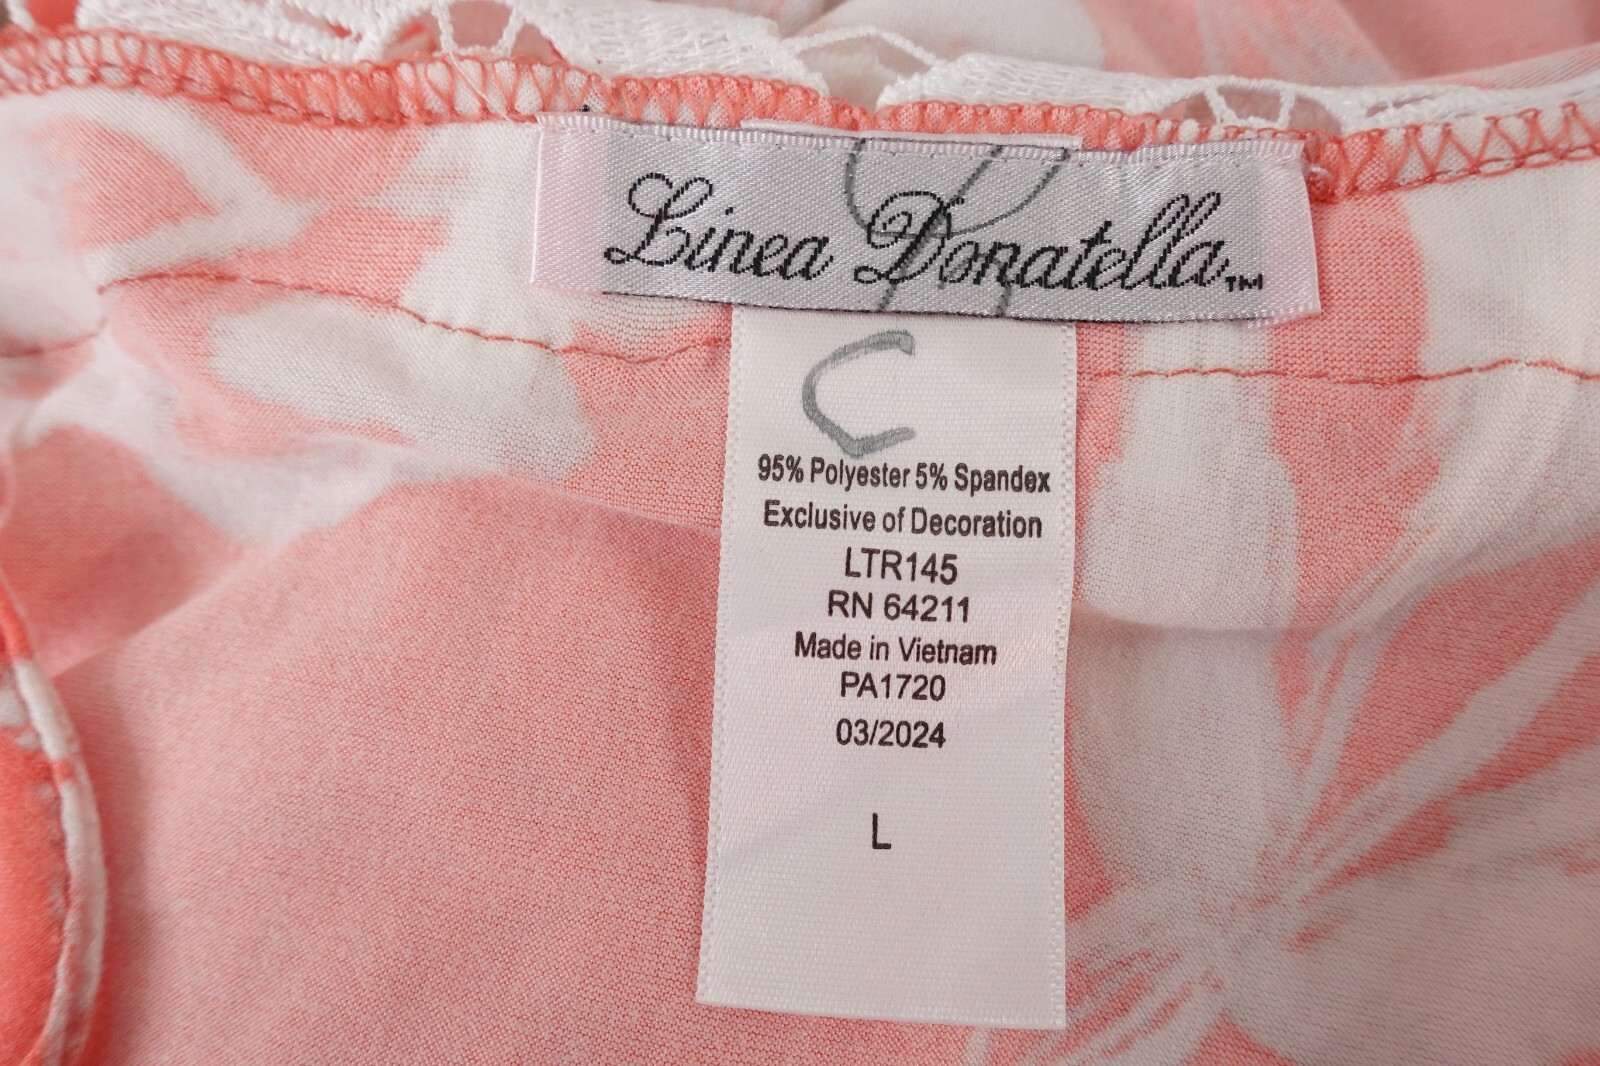 Linea Donatella™
C
95% Polyester 5% Spandex
Exclusive of Decoration
LTR145
RN 64211
Made in Vietnam
PA1720
03/2024
L